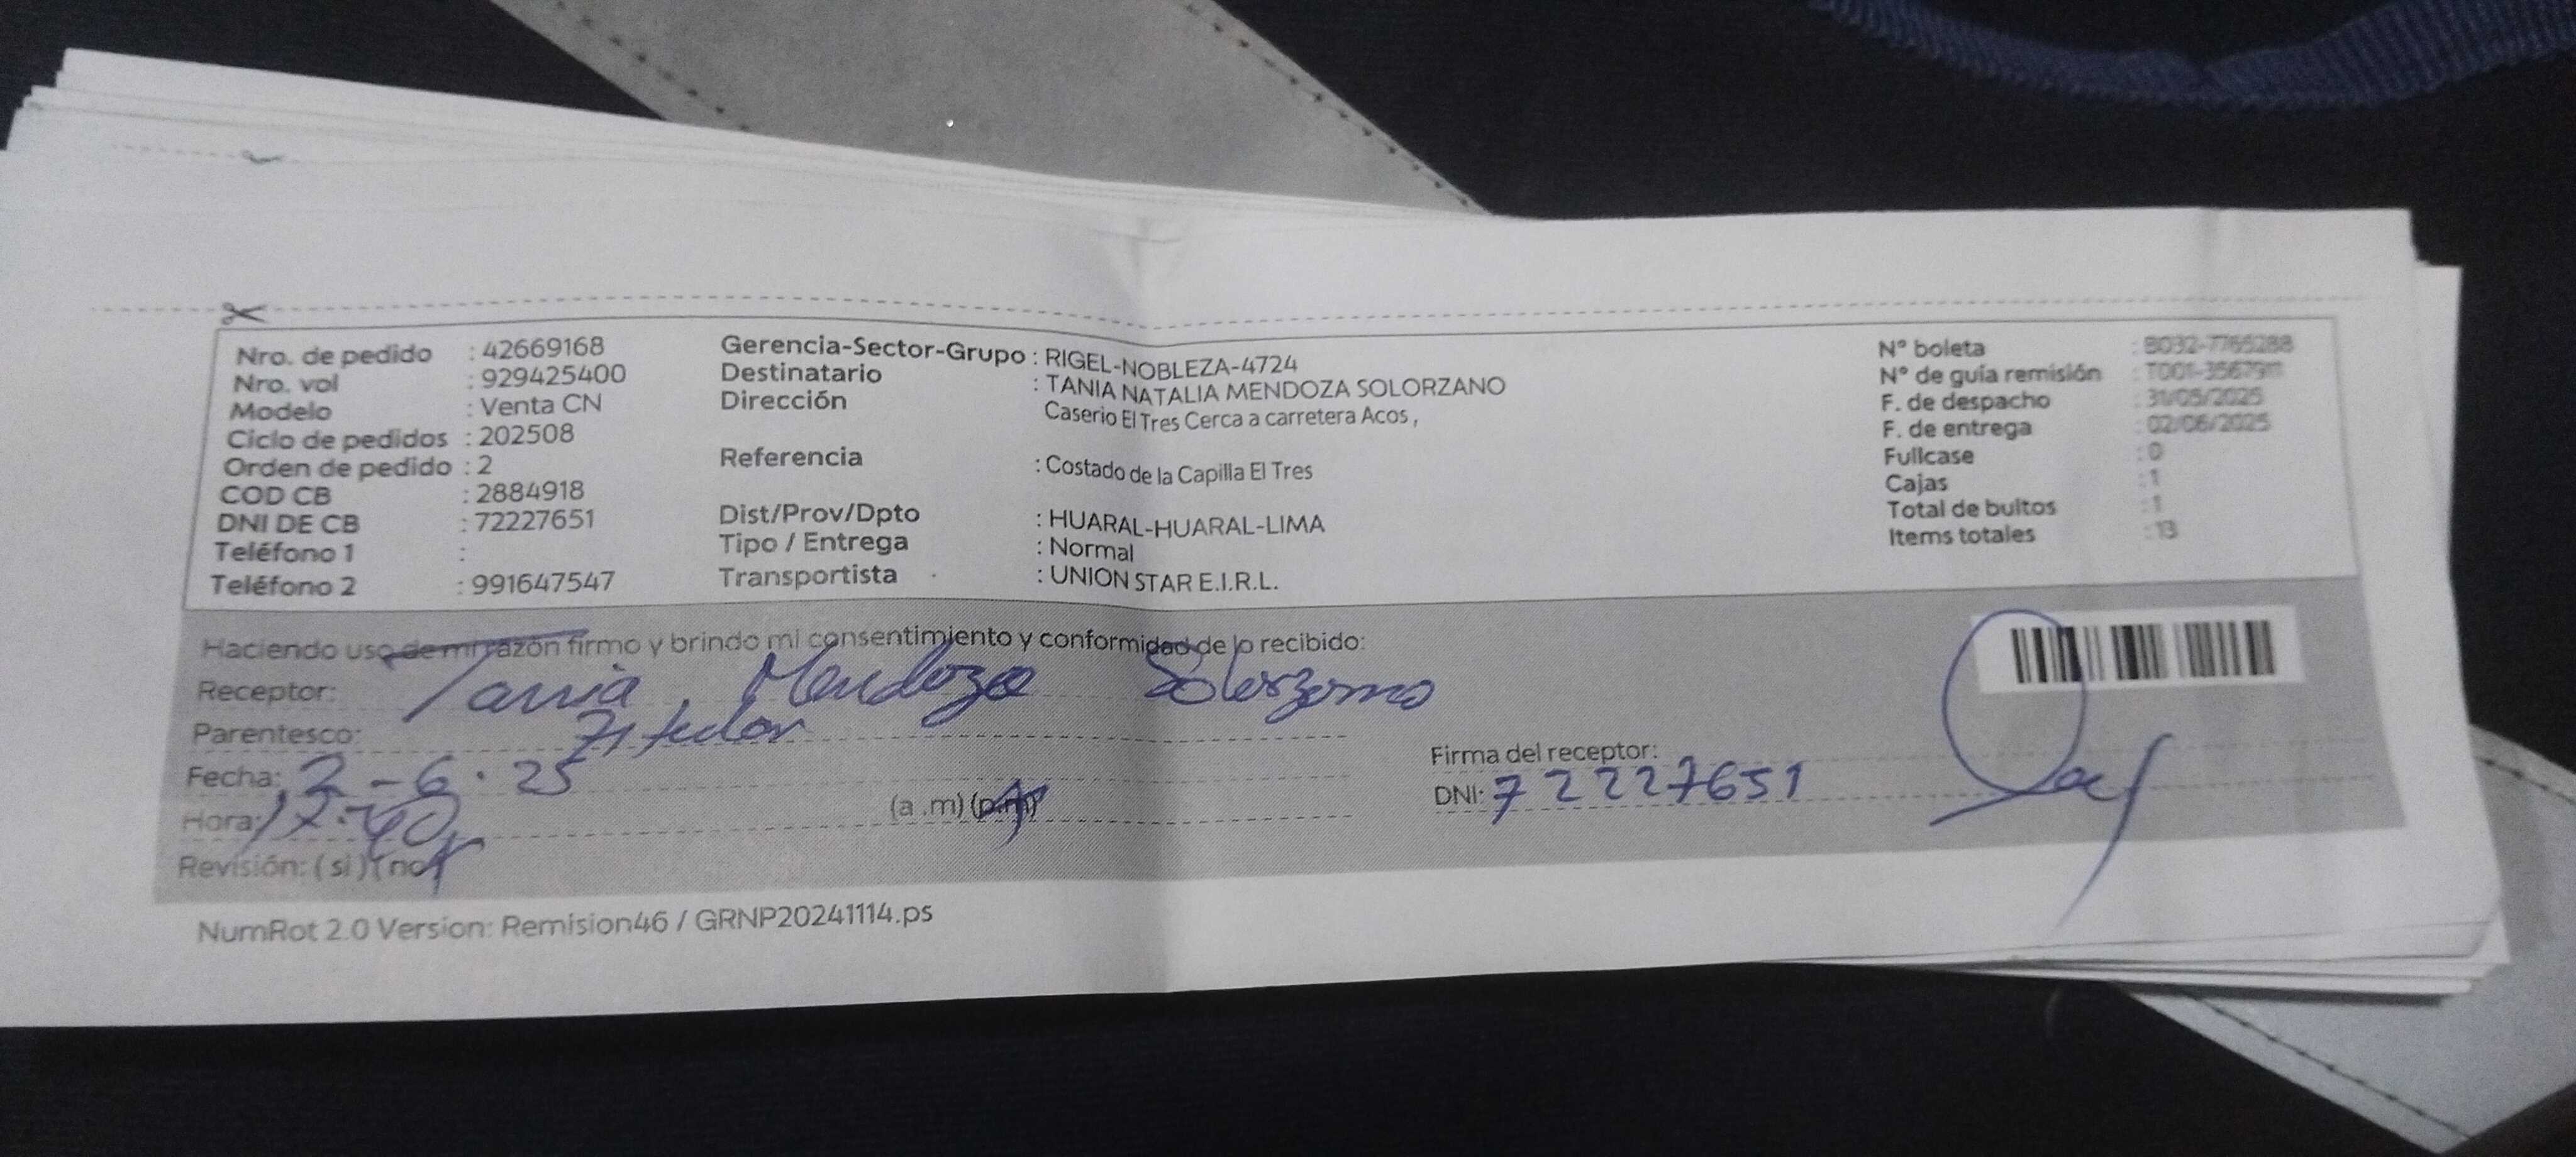 Nro. de pedido : 42669168
Nro. vol : 929425400
Modelo : Venta CN
Ciclo de pedidos : 202508
Orden de pedido : 2
COD CB : 2884918
DNI DE CB : 72227651
Teléfono 1 :
Teléfono 2 : 991647547
Gerencia-Sector-Grupo : RIGEL-NOBLEZA-4724
Destinatario : TANIA NATALIA MENDOZA SOLORZANO
Dirección Caserio El Tres Cerca a carretera Acos ,
Referencia : Costado de la Capilla El Tres
Dist/Prov/Dpto : HUARAL-HUARAL-LIMA
Tipo / Entrega : Normal
Transportista : UNION STAR E.I.R.L.
N° boleta : B032-7765288
N° de guía remisión : T001-
F. de despacho : 31/05/2025
F. de entrega : 02/06/2025
Fullcase : 0
Cajas : 1
Total de bultos : 1
Items totales : 13
Haciendo uso de mi razón firmo y brindo mi consentimiento y conformidad de lo recibido:
Receptor: Tania Mendoza Solorzano
Parentesco: Titular
Fecha: 2-6-25
Hora: 17:40 (a .m) (p.m)
Revisión: ( si ) ( no )
Firma del receptor:
DNI: 72227651
NumRot 2.0 Version: Remision46 / GRNP20241114.ps